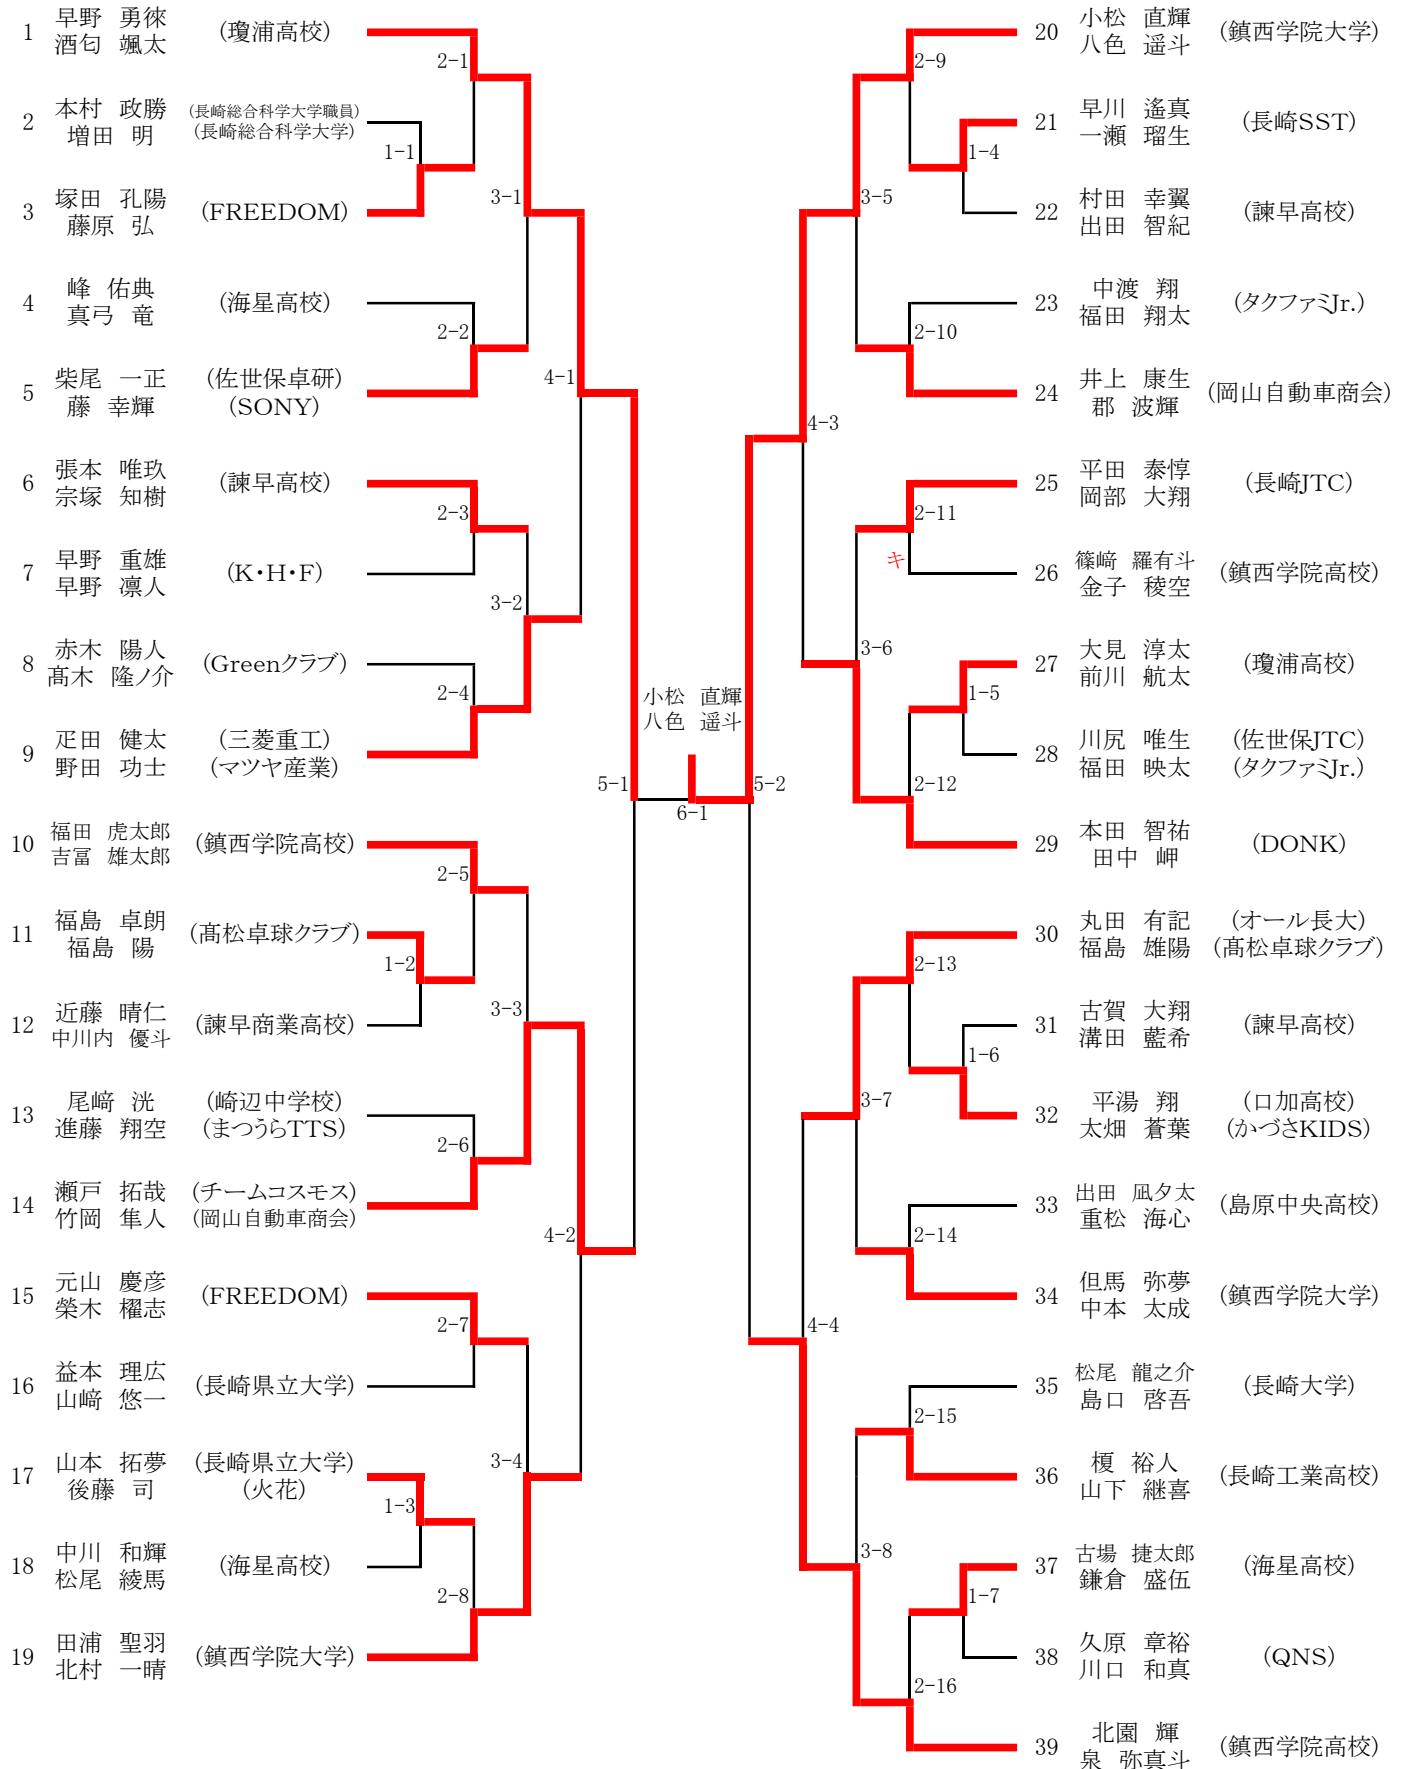 1 早野 勇徠 (瓊浦高校)
酒匂 颯太
2-1
2 本村 政勝 (長崎総合科学大学職員)
増田 明 (長崎総合科学大学)
1-1
3 塚田 孔陽 (FREEDOM)
藤原 弘
3-1
4 峰 佑典 (海星高校)
真弓 竜
2-2
5 柴尾 一正 (佐世保卓研)
藤 幸輝 (SONY)
4-1
6 張本 唯玖 (諫早高校)
宗塚 知樹
2-3
7 早野 重雄 (K・H・F)
早野 凛人
3-2
8 赤木 陽人 (Greenクラブ)
髙木 隆ノ介
2-4
9 疋田 健太 (三菱重工)
野田 功士 (マツヤ産業)
5-1
10 福田 虎太郎 (鎮西学院高校)
吉冨 雄太郎
2-5
11 福島 卓朗 (髙松卓球クラブ)
福島 陽
1-2
12 近藤 晴仁 (諫早商業高校)
中川内 優斗
3-3
13 尾﨑 洸 (崎辺中学校)
進藤 翔空 (まつうらTTS)
2-6
14 瀬戸 拓哉 (チームコスモス)
竹岡 隼人 (岡山自動車商会)
4-2
15 元山 慶彦 (FREEDOM)
榮木 櫂志
2-7
16 益本 理広 (長崎県立大学)
山﨑 悠一
3-4
17 山本 拓夢 (長崎県立大学)
後藤 司 (火花)
1-3
18 中川 和輝 (海星高校)
松尾 綾馬
2-8
19 田浦 聖羽 (鎮西学院大学)
北村 一晴
小松 直輝
八色 遥斗
6-1
20 小松 直輝 (鎮西学院大学)
八色 遥斗
2-9
21 早川 遙真 (長崎SST)
一瀬 瑠生
1-4
22 村田 幸翼 (諫早高校)
出田 智紀
3-5
23 中渡 翔 (タクファミJr.)
福田 翔太
2-10
24 井上 康生 (岡山自動車商会)
郡 波輝
4-3
25 平田 泰惇 (長崎JTC)
岡部 大翔
2-11
キ
26 篠﨑 羅有斗 (鎮西学院高校)
金子 稜空
3-6
27 大見 淳太 (瓊浦高校)
前川 航太
1-5
28 川尻 唯生 (佐世保JTC)
福田 映太 (タクファミJr.)
2-12
5-2
29 本田 智祐 (DONK)
田中 岬
30 丸田 有記 (オール長大)
福島 雄陽 (髙松卓球クラブ)
2-13
31 古賀 大翔 (諫早高校)
溝田 藍希
1-6
32 平湯 翔 (口加高校)
太畑 蒼葉 (かづさKIDS)
3-7
33 出田 凪夕太 (島原中央高校)
重松 海心
2-14
34 但馬 弥夢 (鎮西学院大学)
中本 太成
4-4
35 松尾 龍之介 (長崎大学)
島口 啓吾
2-15
36 榎 裕人 (長崎工業高校)
山下 継喜
3-8
37 古場 捷太郎 (海星高校)
鎌倉 盛伍
1-7
38 久原 章裕 (QNS)
川口 和真
2-16
39 北園 輝 (鎮西学院高校)
泉 弥真斗